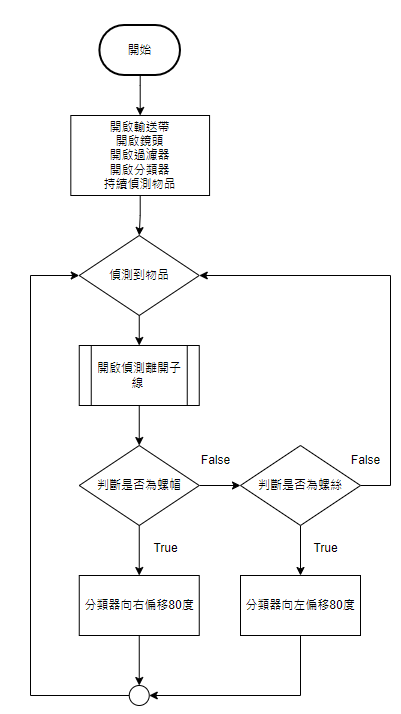 開始
開啟輸送帶
開啟鏡頭
開啟過濾器
開啟分類器
持續偵測物品
偵測到物品
開啟偵測離開子
線
判斷是否為螺帽
False
判斷是否為螺絲
False
True
True
分類器向右偏移80度
分類器向左偏移80度